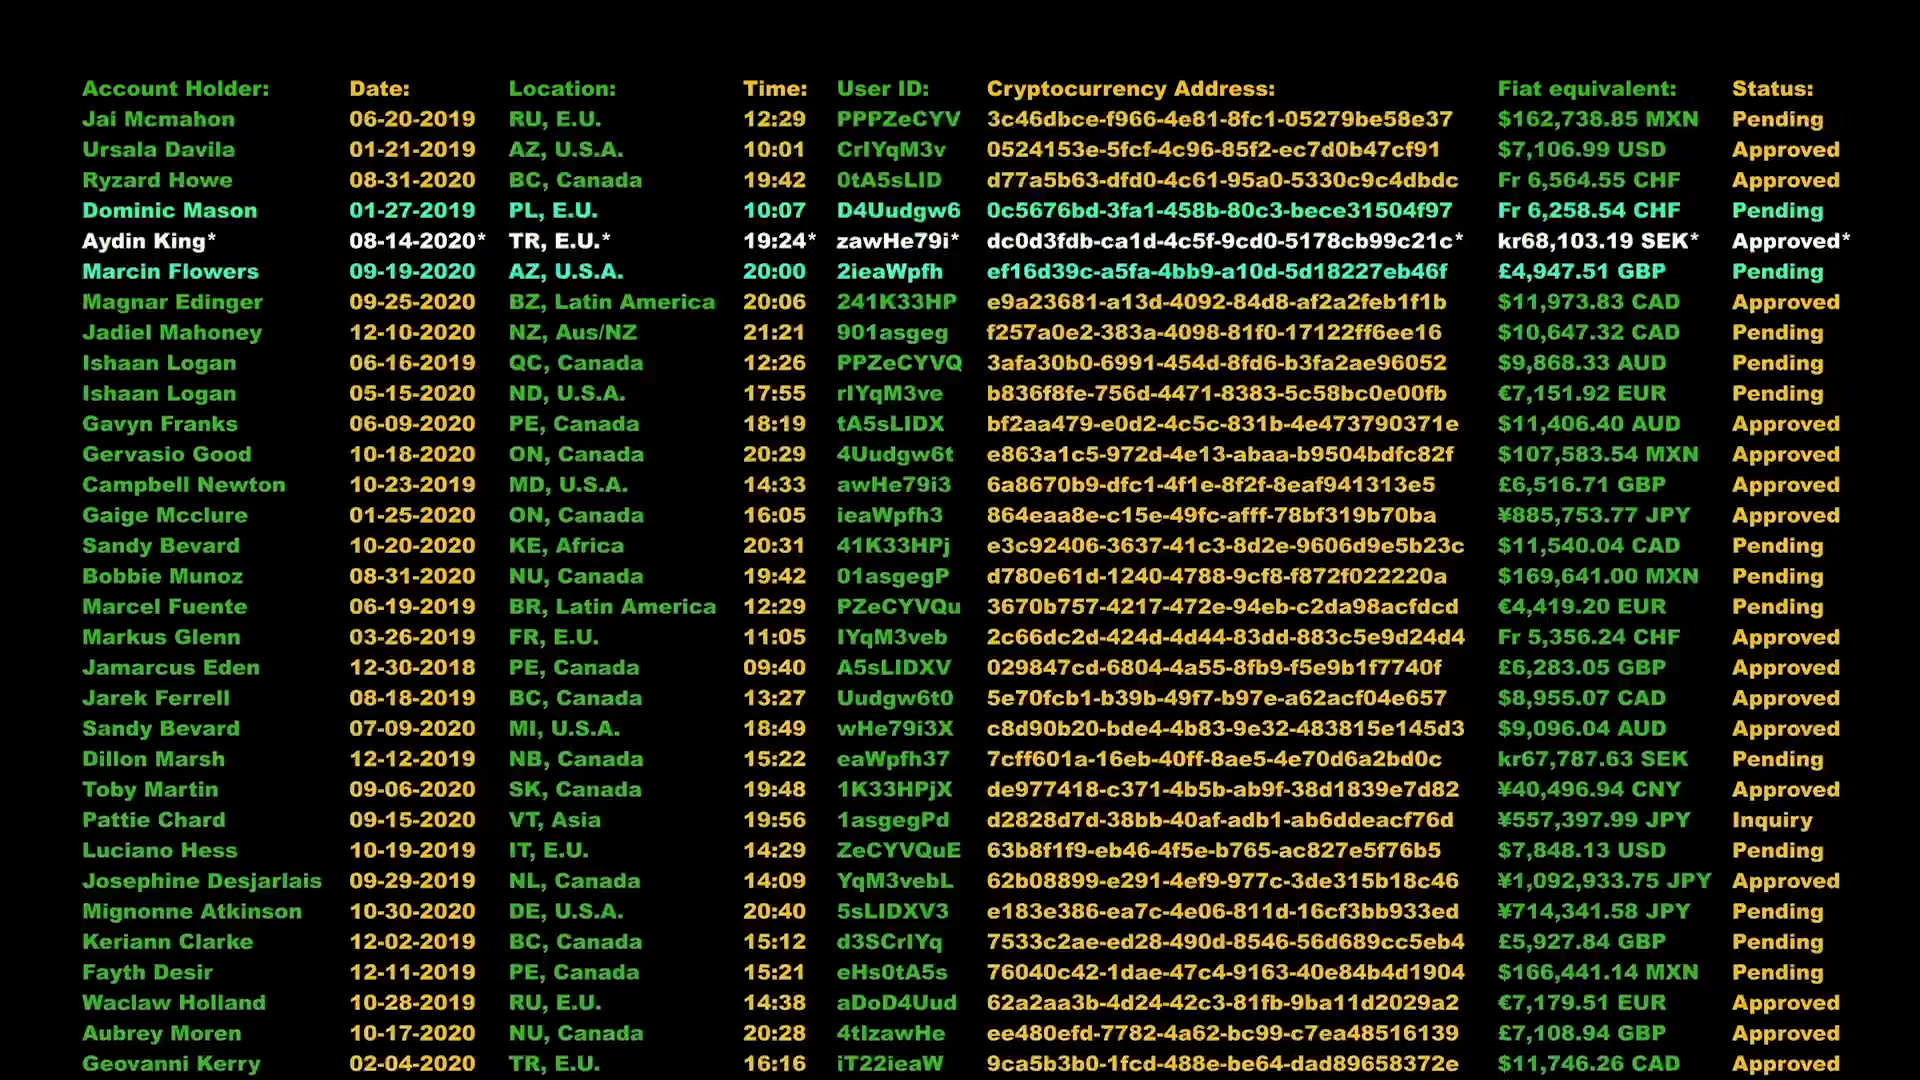 Account Holder: Date: Location: Time: User ID: Cryptocurrency Address: Fiat equivalent: Status:
Jai Mcmahon 06-20-2019 RU, E.U. 12:29 PPPZeCYV 3c46dbce-f966-4e81-8fc1-05279be58e37 $162,738.85 MXN Pending
Ursala Davila 01-21-2019 AZ, U.S.A. 10:01 CrIYqM3v 0524153e-5fcf-4c96-85f2-ec7d0b47cf91 $7,106.99 USD Approved
Ryzard Howe 08-31-2020 BC, Canada 19:42 0tA5sLID d77a5b63-dfd0-4c61-95a0-5330c9c4dbdc Fr 6,564.55 CHF Approved
Dominic Mason 01-27-2019 PL, E.U. 10:07 D4Uudgw6 0c5676bd-3fa1-458b-80c3-bece31504f97 Fr 6,258.54 CHF Pending
Aydin King* 08-14-2020* TR, E.U.* 19:24* zawHe79i* dc0d3fdb-ca1d-4c5f-9cd0-5178cb99c21c* kr68,103.19 SEK* Approved*
Marcin Flowers 09-19-2020 AZ, U.S.A. 20:00 2ieaWpfh ef16d39c-a5fa-4bb9-a10d-5d18227eb46f £4,947.51 GBP Pending
Magnar Edinger 09-25-2020 BZ, Latin America 20:06 241K33HP e9a23681-a13d-4092-84d8-af2a2feb1f1b $11,973.83 CAD Approved
Jadiel Mahoney 12-10-2020 NZ, Aus/NZ 21:21 901asgeg f257a0e2-383a-4098-81f0-17122ff6ee16 $10,647.32 CAD Pending
Ishaan Logan 06-16-2019 QC, Canada 12:26 PPZeCYVQ 3afa30b0-6991-454d-8fd6-b3fa2ae96052 $9,868.33 AUD Pending
Ishaan Logan 05-15-2020 ND, U.S.A. 17:55 rIYqM3ve b836f8fe-756d-4471-8383-5c58bc0e00fb €7,151.92 EUR Pending
Gavyn Franks 06-09-2020 PE, Canada 18:19 tA5sLIDX bf2aa479-e0d2-4c5c-831b-4e473790371e $11,406.40 AUD Approved
Gervasio Good 10-18-2020 ON, Canada 20:29 4Uudgw6t e863a1c5-972d-4e13-abaa-b9504bdfc82f $107,583.54 MXN Approved
Campbell Newton 10-23-2019 MD, U.S.A. 14:33 awHe79i3 6a8670b9-dfc1-4f1e-8f2f-8eaf941313e5 £6,516.71 GBP Approved
Gaige Mcclure 01-25-2020 ON, Canada 16:05 ieaWpfh3 864eaa8e-c15e-49fc-afff-78bf319b70ba ¥885,753.77 JPY Approved
Sandy Bevard 10-20-2020 KE, Africa 20:31 41K33HPj e3c92406-3637-41c3-8d2e-9606d9e5b23c $11,540.04 CAD Pending
Bobbie Munoz 08-31-2020 NU, Canada 19:42 01asgegP d780e61d-1240-4788-9cf8-f872f022220a $169,641.00 MXN Pending
Marcel Fuente 06-19-2019 BR, Latin America 12:29 PZeCYVQu 3670b757-4217-472e-94eb-c2da98acfdcd €4,419.20 EUR Pending
Markus Glenn 03-26-2019 FR, E.U. 11:05 IYqM3veb 2c66dc2d-424d-4d44-83dd-883c5e9d24d4 Fr 5,356.24 CHF Approved
Jamarcus Eden 12-30-2018 PE, Canada 09:40 A5sLIDXV 029847cd-6804-4a55-8fb9-f5e9b1f7740f £6,283.05 GBP Approved
Jarek Ferrell 08-18-2019 BC, Canada 13:27 Uudgw6t0 5e70fcb1-b39b-49f7-b97e-a62acf04e657 $8,955.07 CAD Approved
Sandy Bevard 07-09-2020 MI, U.S.A. 18:49 wHe79i3X c8d90b20-bde4-4b83-9e32-483815e145d3 $9,096.04 AUD Approved
Dillon Marsh 12-12-2019 NB, Canada 15:22 eaWpfh37 7cff601a-16eb-40ff-8ae5-4e70d6a2bd0c kr67,787.63 SEK Pending
Toby Martin 09-06-2020 SK, Canada 19:48 1K33HPjX de977418-c371-4b5b-ab9f-38d1839e7d82 ¥40,496.94 CNY Approved
Pattie Chard 09-15-2020 VT, Asia 19:56 1asgegPd d2828d7d-38bb-40af-adb1-ab6ddeacf76d ¥557,397.99 JPY Inquiry
Luciano Hess 10-19-2019 IT, E.U. 14:29 ZeCYVQuE 63b8f1f9-eb46-4f5e-b765-ac827e5f76b5 $7,848.13 USD Pending
Josephine Desjarlais 09-29-2019 NL, Canada 14:09 YqM3vebL 62b08899-e291-4ef9-977c-3de315b18c46 ¥1,092,933.75 JPY Approved
Mignonne Atkinson 10-30-2020 DE, U.S.A. 20:40 5sLIDXV3 e183e386-ea7c-4e06-811d-16cf3bb933ed ¥714,341.58 JPY Pending
Keriann Clarke 12-02-2019 BC, Canada 15:12 d3SCrIYq 7533c2ae-ed28-490d-8546-56d689cc5eb4 £5,927.84 GBP Pending
Fayth Desir 12-11-2019 PE, Canada 15:21 eHs0tA5s 76040c42-1dae-47c4-9163-40e84b4d1904 $166,441.14 MXN Pending
Waclaw Holland 10-28-2019 RU, E.U. 14:38 aDoD4Uud 62a2aa3b-4d24-42c3-81fb-9ba11d2029a2 €7,179.51 EUR Approved
Aubrey Moren 10-17-2020 NU, Canada 20:28 4tIzawHe ee480efd-7782-4a62-bc99-c7ea48516139 £7,108.94 GBP Approved
Geovanni Kerry 02-04-2020 TR, E.U. 16:16 iT22ieaW 9ca5b3b0-1fcd-488e-be64-dad89658372e $11,746.26 CAD Approved